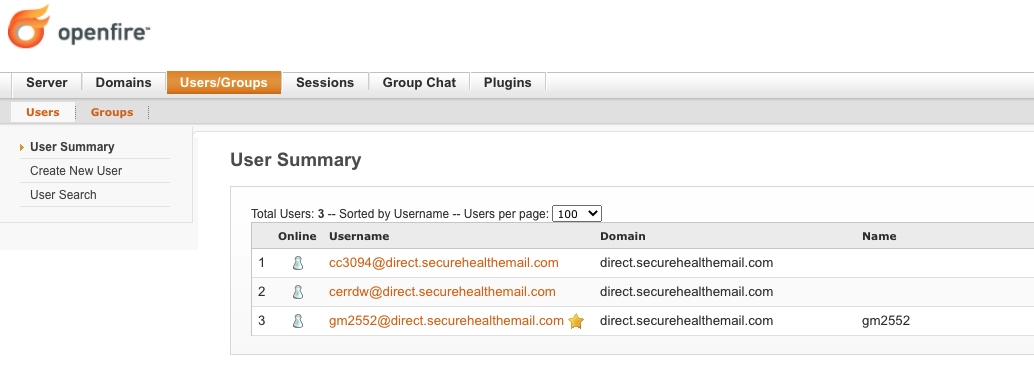 openfire™
Server Domains Users/Groups Sessions Group Chat Plugins
Users Groups
User Summary
Create New User
User Search
User Summary
Total Users: 3 -- Sorted by Username -- Users per page: 100
Online Username Domain Name
1 cc3094@direct.securehealthemail.com direct.securehealthemail.com
2 cerrdw@direct.securehealthemail.com direct.securehealthemail.com
3 gm2552@direct.securehealthemail.com direct.securehealthemail.com gm2552